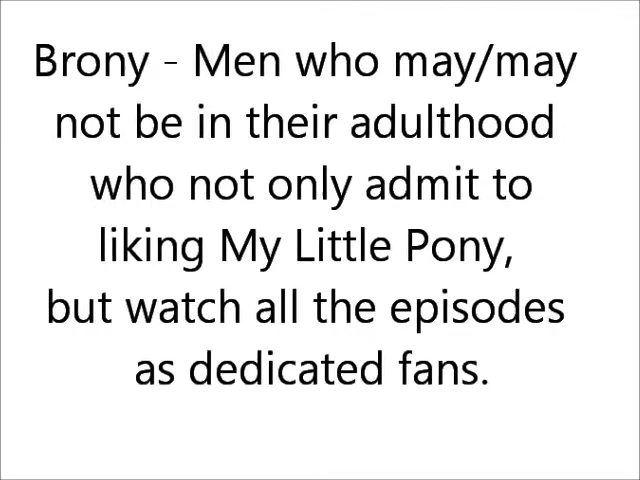 Brony - Men who may/may
not be in their adulthood
who not only admit to
liking My Little Pony,
but watch all the episodes
as dedicated fans.